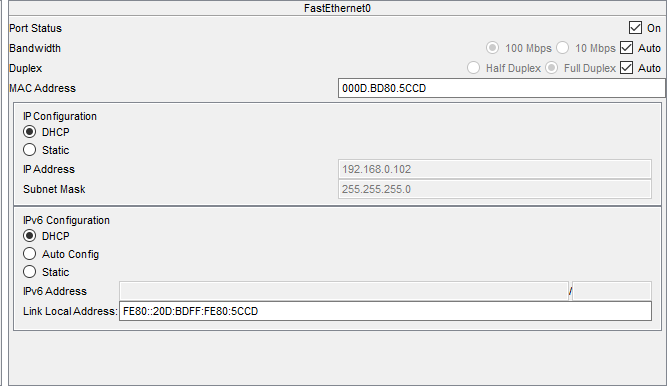 FastEthernet0
Port Status On
Bandwidth 100 Mbps 10 Mbps Auto
Duplex Half Duplex Full Duplex Auto
MAC Address 000D.BD80.5CCD
IP Configuration
DHCP
Static
IP Address 192.168.0.102
Subnet Mask 255.255.255.0
IPv6 Configuration
DHCP
Auto Config
Static
IPv6 Address /
Link Local Address: FE80::20D:BDFF:FE80:5CCD